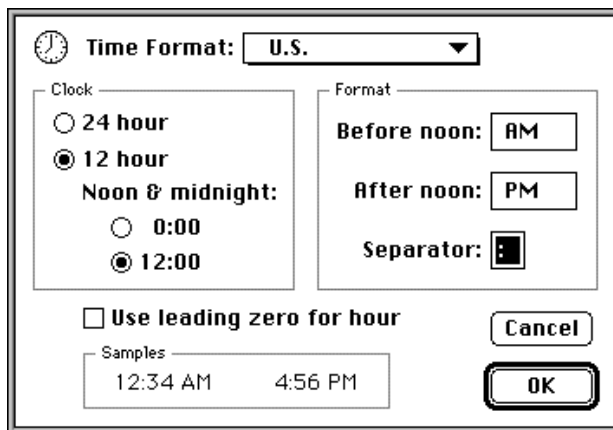 Time Format: U.S.
Clock
24 hour
12 hour
Noon & midnight:
0:00
12:00
Format
Before noon: AM
After noon: PM
Separator: :
Use leading zero for hour
Samples
12:34 AM 4:56 PM
Cancel
OK